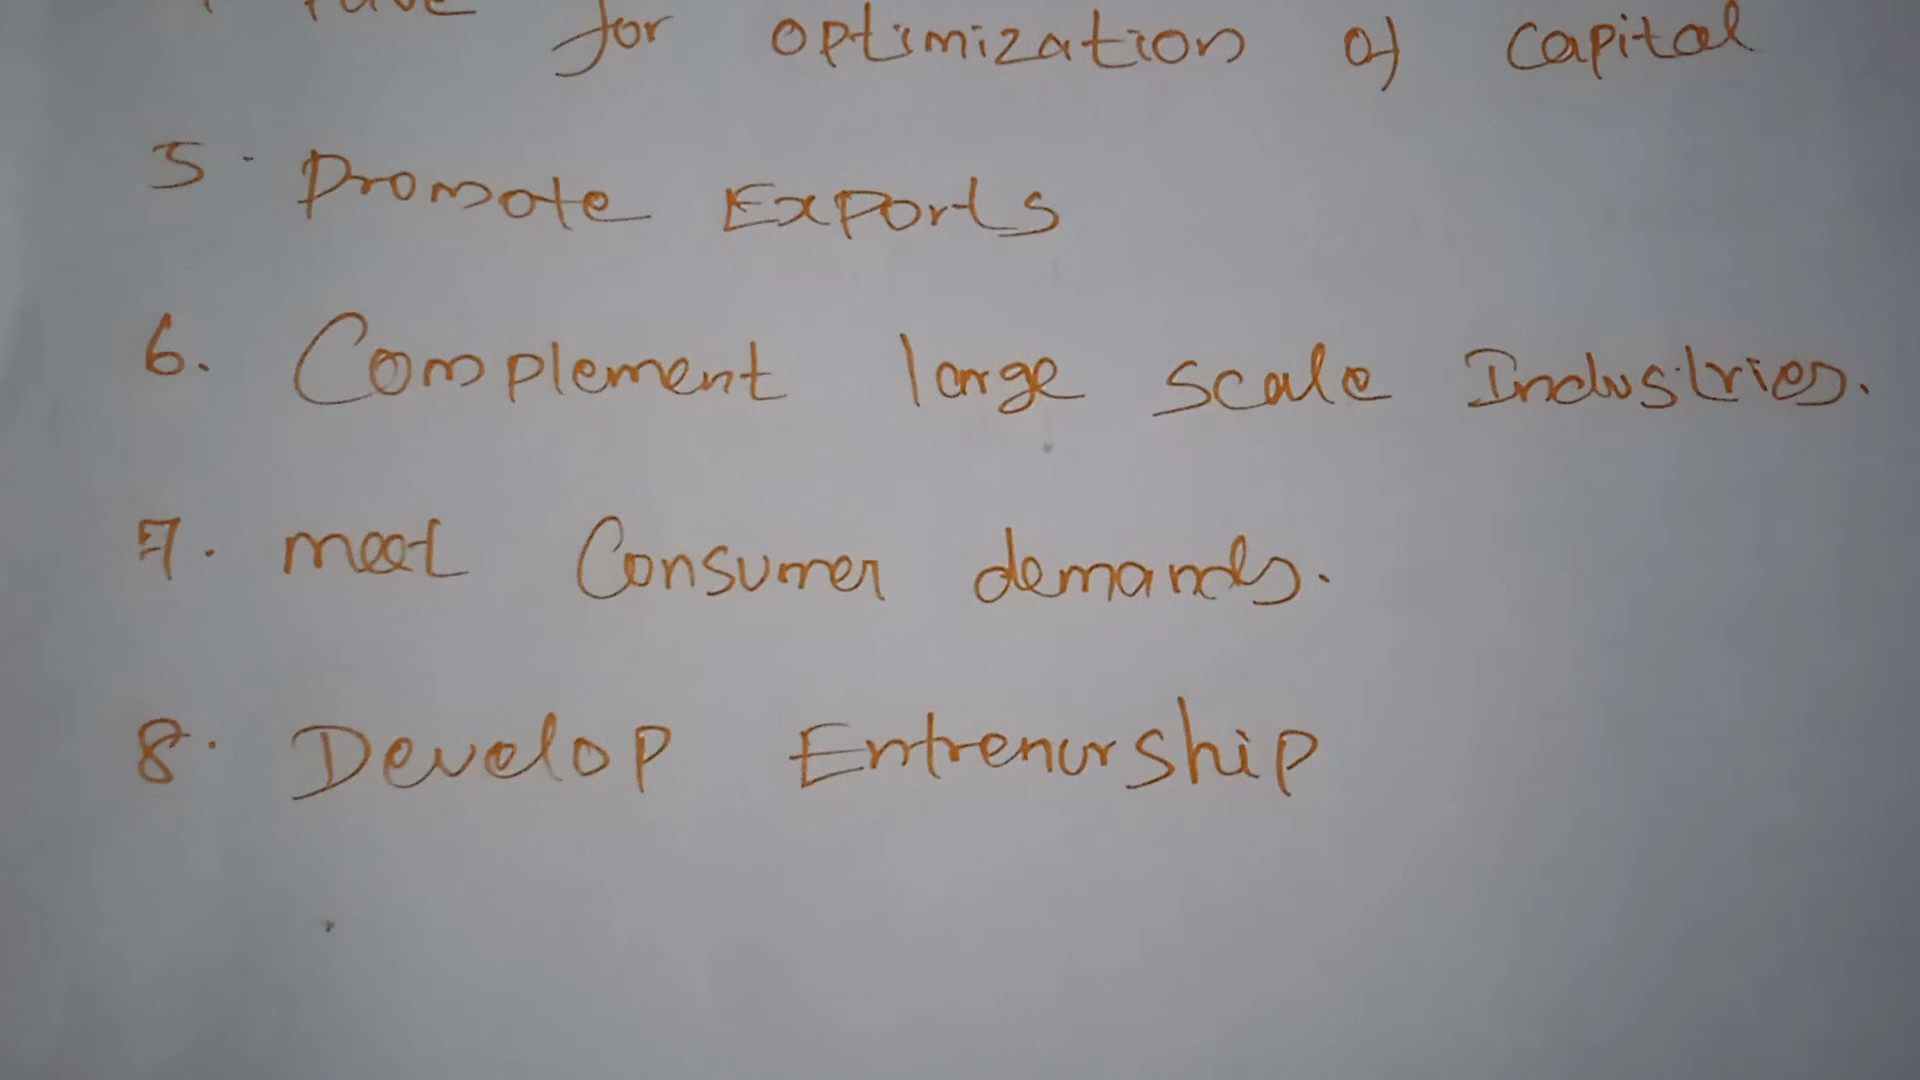 for optimization of capital
5. Promote Exports
6. Complement large scale Industries.
7. meet Consumer demands.
8. Develop Entrenurship